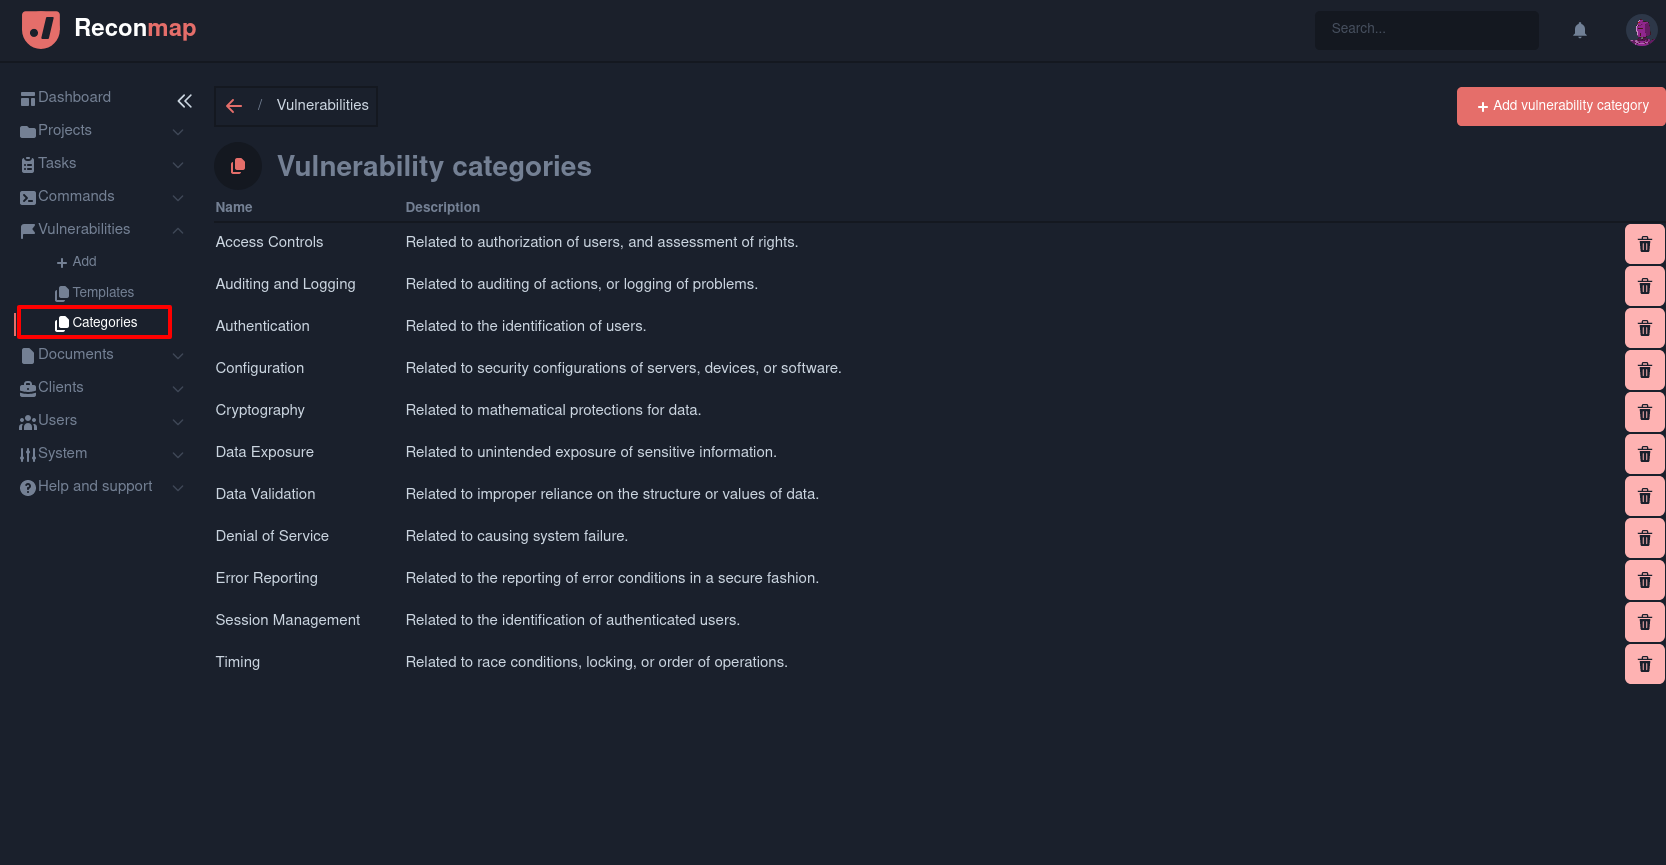 Reconmap
Search...
Dashboard
Projects
Tasks
Commands
Vulnerabilities
+ Add
Templates
Categories
Documents
Clients
Users
System
Help and support
/ Vulnerabilities
+ Add vulnerability category
Vulnerability categories
Name Description
Access Controls Related to authorization of users, and assessment of rights.
Auditing and Logging Related to auditing of actions, or logging of problems.
Authentication Related to the identification of users.
Configuration Related to security configurations of servers, devices, or software.
Cryptography Related to mathematical protections for data.
Data Exposure Related to unintended exposure of sensitive information.
Data Validation Related to improper reliance on the structure or values of data.
Denial of Service Related to causing system failure.
Error Reporting Related to the reporting of error conditions in a secure fashion.
Session Management Related to the identification of authenticated users.
Timing Related to race conditions, locking, or order of operations.